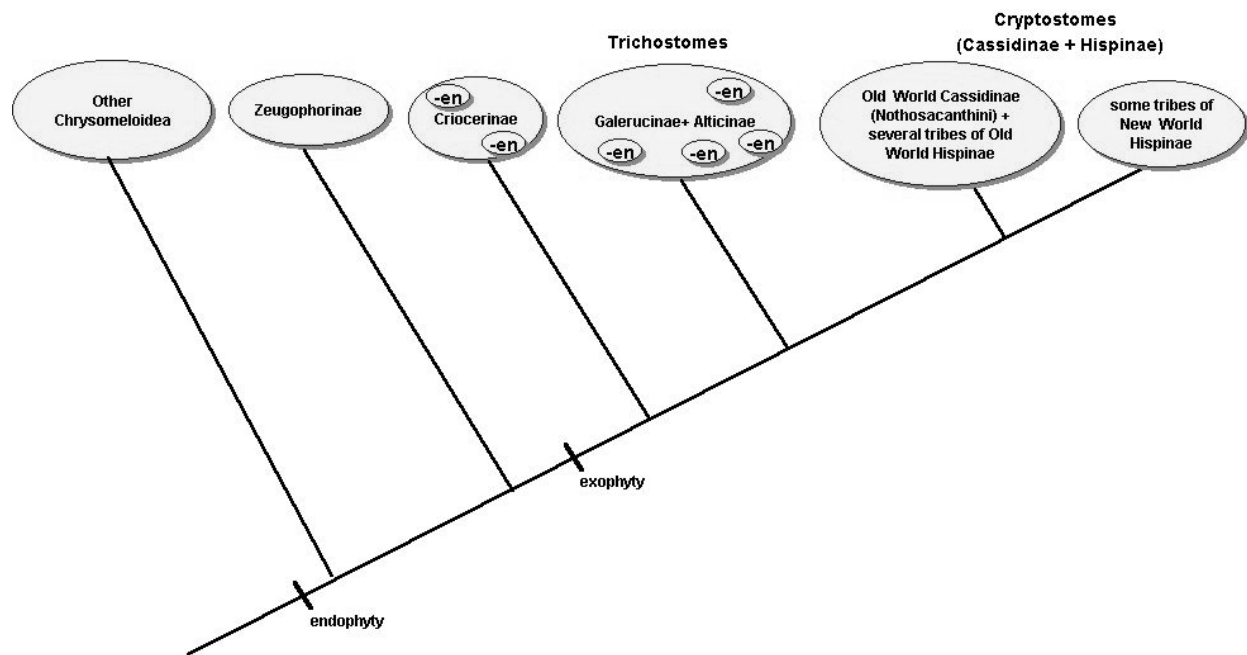 Cryptostomes
(Cassidinae + Hispinae)
Trichostomes
Other
Chrysomeloidea
Zeugophorinae
-en
Criocerinae
-en
-en
Galerucinae+ Alticinae
-en
-en
-en
Old World Cassidinae
(Nothosacanthini) +
several tribes of Old
World Hispinae
some tribes of
New World
Hispinae
exophyty
endophyty